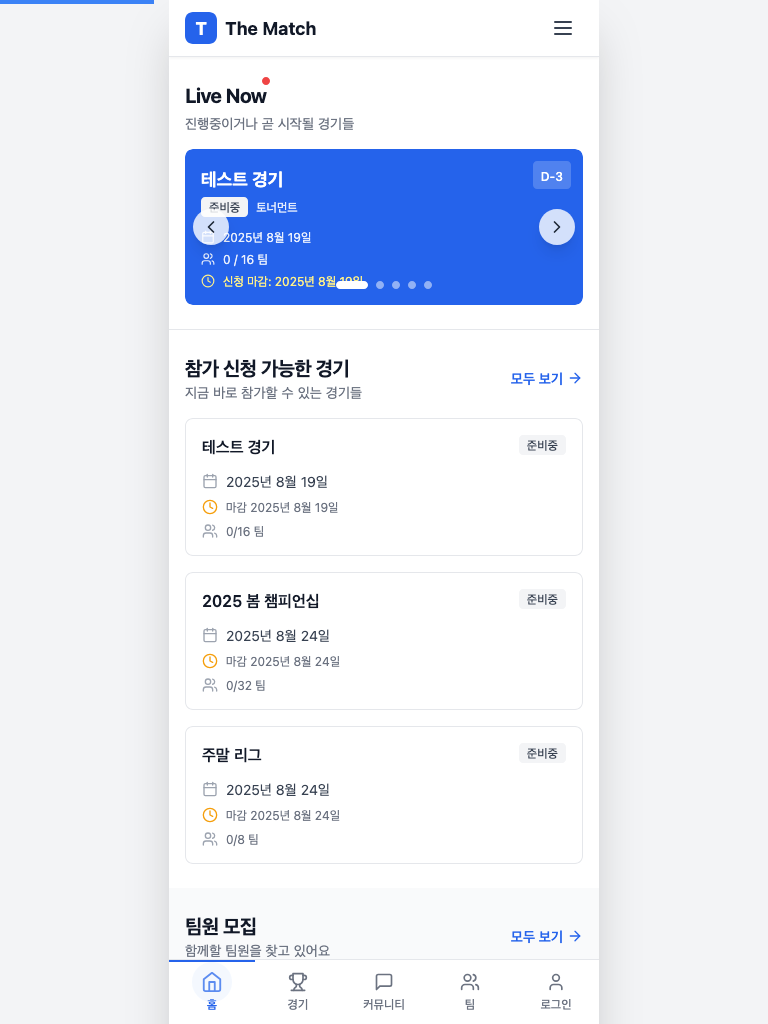 T The Match
Live Now
진행중이거나 곧 시작될 경기들
테스트 경기
D-3
준비중 토너먼트
2025년 8월 19일
0 / 16 팀
신청 마감: 2025년 8월 19일
참가 신청 가능한 경기
지금 바로 참가할 수 있는 경기들
모두 보기
테스트 경기
준비중
2025년 8월 19일
마감 2025년 8월 19일
0/16 팀
2025 봄 챔피언십
준비중
2025년 8월 24일
마감 2025년 8월 24일
0/32 팀
주말 리그
준비중
2025년 8월 24일
마감 2025년 8월 24일
0/8 팀
팀원 모집
함께할 팀원을 찾고 있어요
모두 보기
홈 경기 커뮤니티 팀 로그인